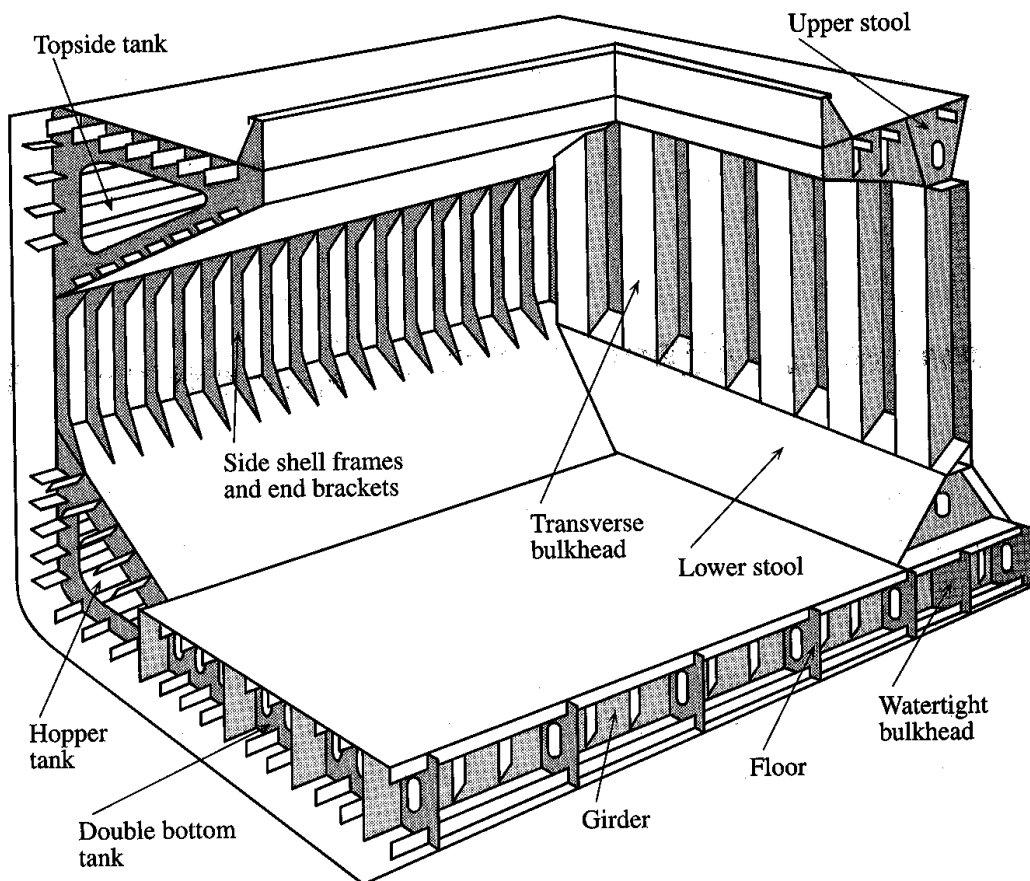 Topside tank
Upper stool
Side shell frames
and end brackets
Transverse
bulkhead
Lower stool
Hopper
tank
Watertight
bulkhead
Floor
Girder
Double bottom
tank